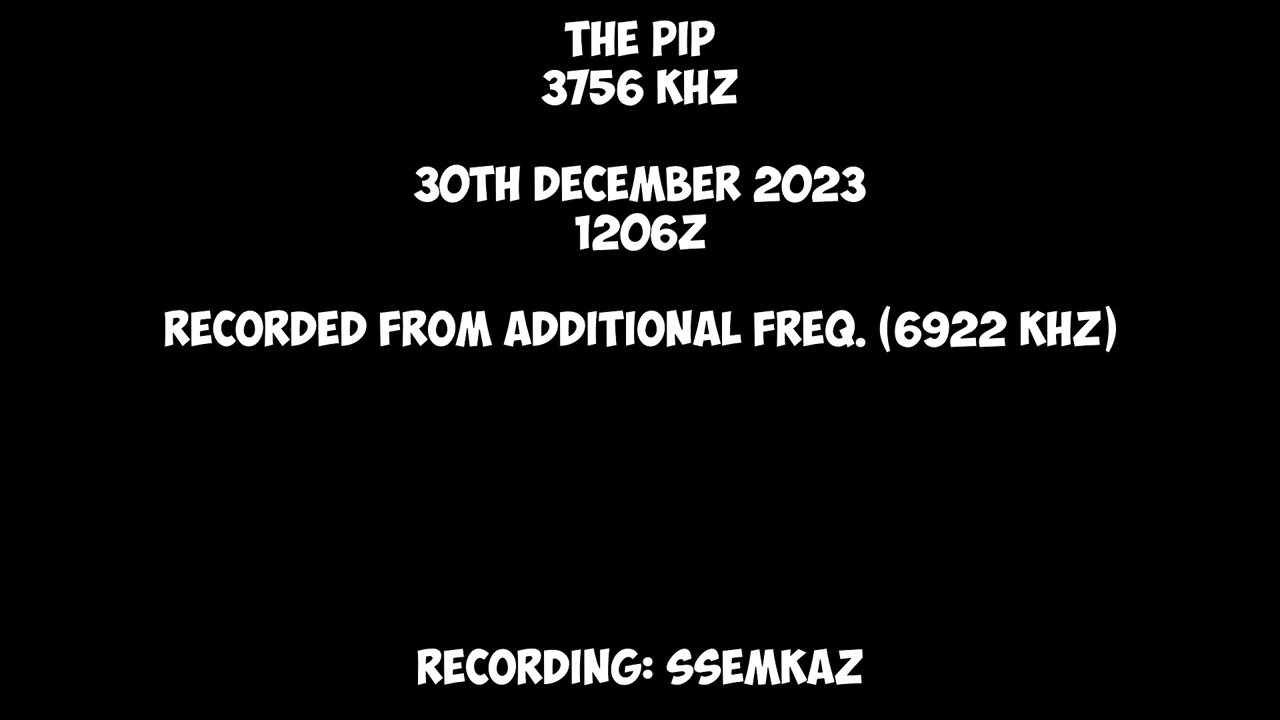 THE PIP
3756 KHZ
30TH DECEMBER 2023
1206Z
RECORDED FROM ADDITIONAL FREQ. (6922 KHZ)
RECORDING: SSEMKAZ